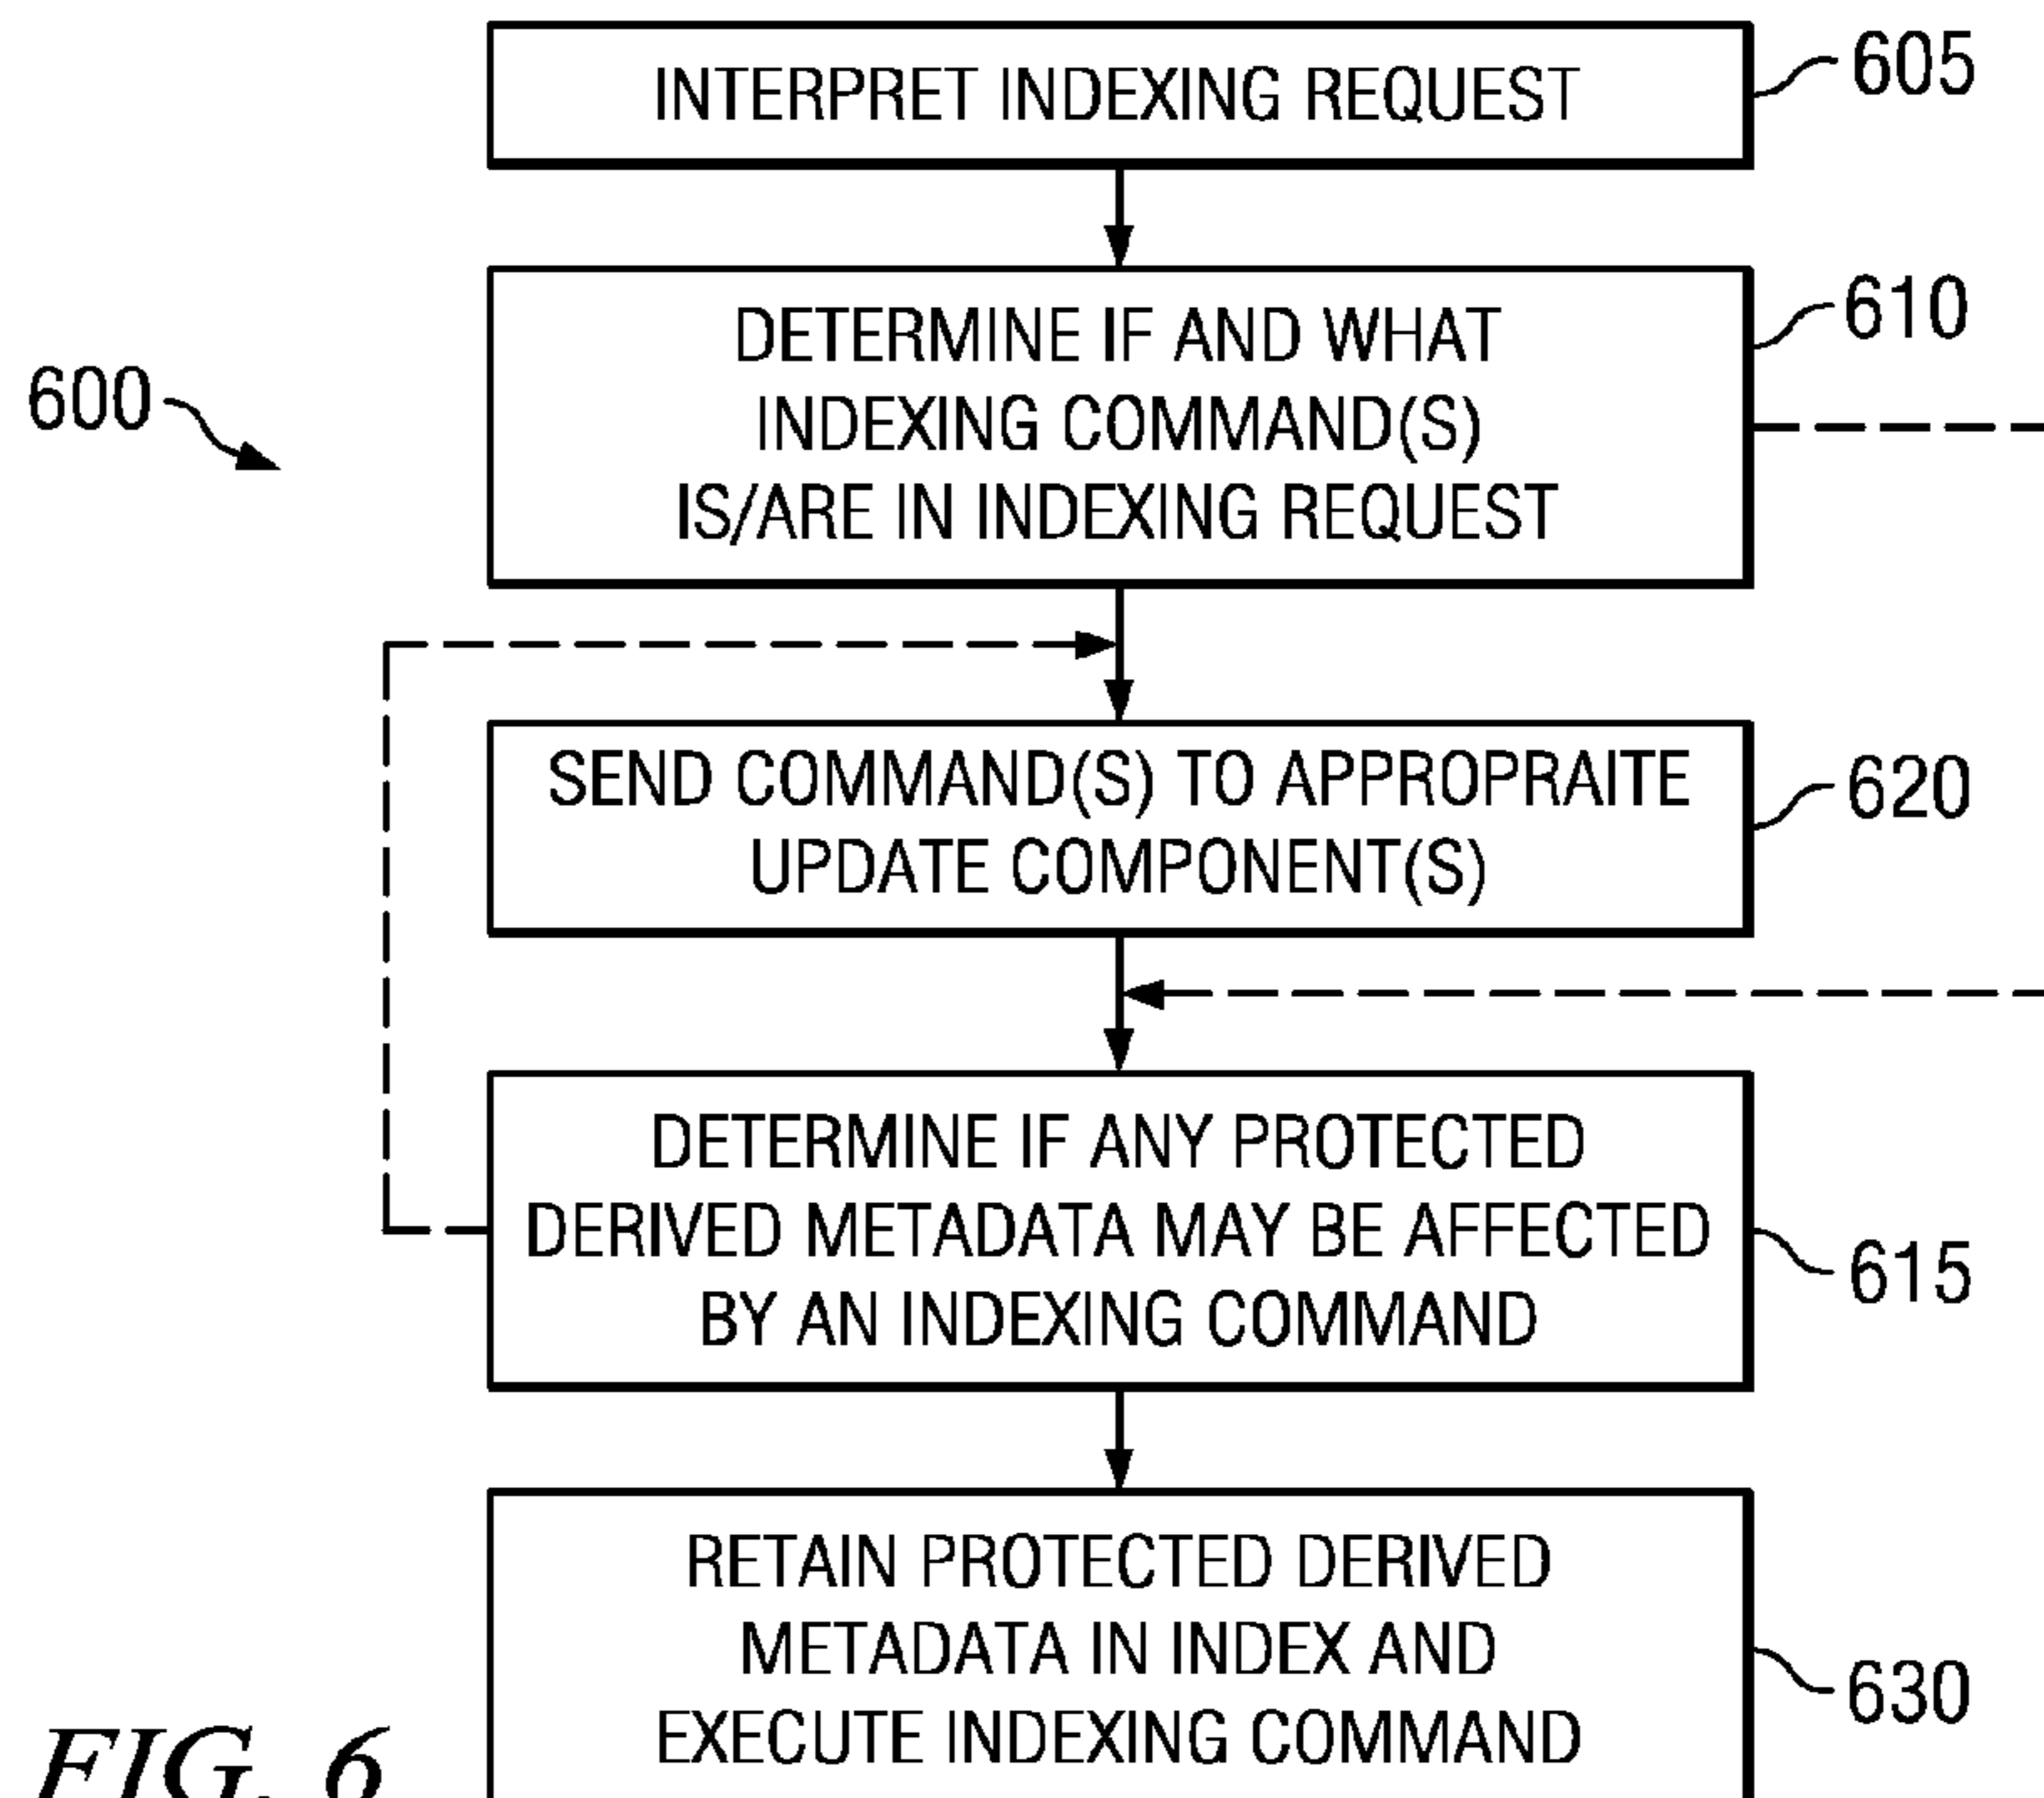 INTERPRET INDEXING REQUEST
605
DETERMINE IF AND WHAT
INDEXING COMMAND(S)
IS/ARE IN INDEXING REQUEST
610
600
SEND COMMAND(S) TO APPROPRAITE
UPDATE COMPONENT(S)
620
DETERMINE IF ANY PROTECTED
DERIVED METADATA MAY BE AFFECTED
BY AN INDEXING COMMAND
615
RETAIN PROTECTED DERIVED
METADATA IN INDEX AND
EXECUTE INDEXING COMMAND
630
FIG. 6